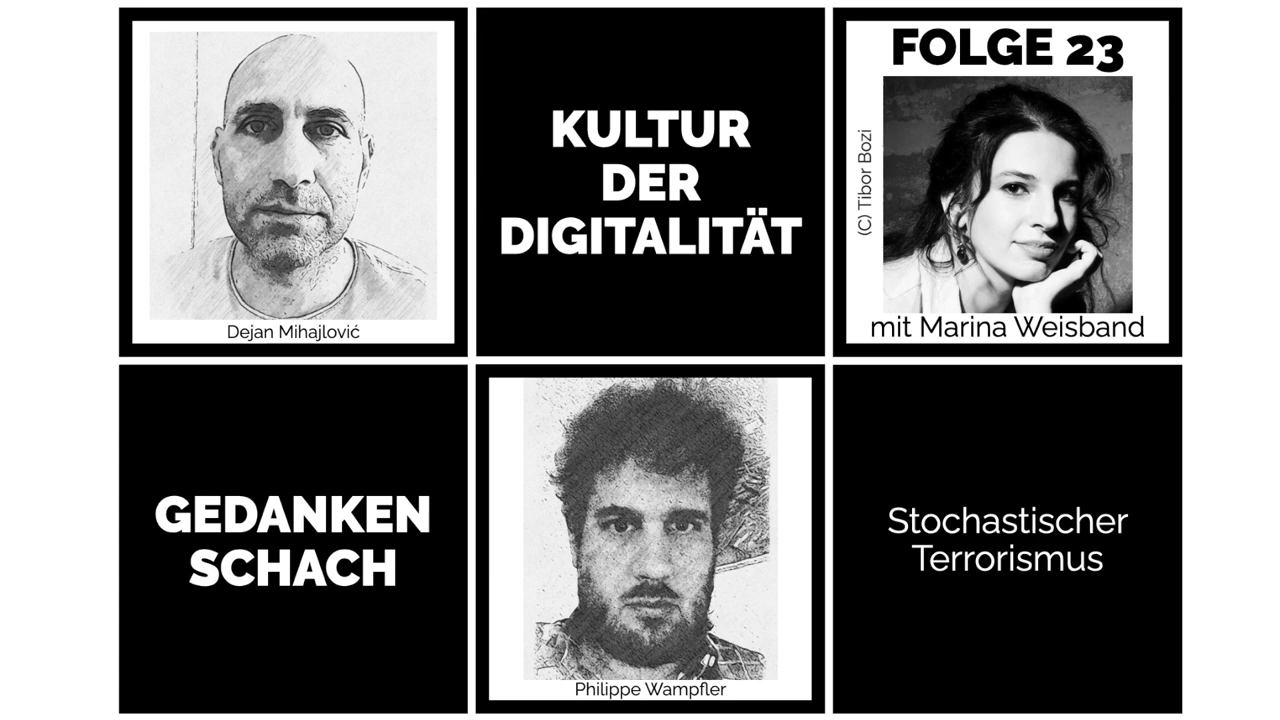 Dejan Mihajlović
KULTUR
DER
DIGITALITÄT
FOLGE 23
(C) Tibor Bozi
mit Marina Weisband
GEDANKEN
SCHACH
Philippe Wampfler
Stochastischer
Terrorismus